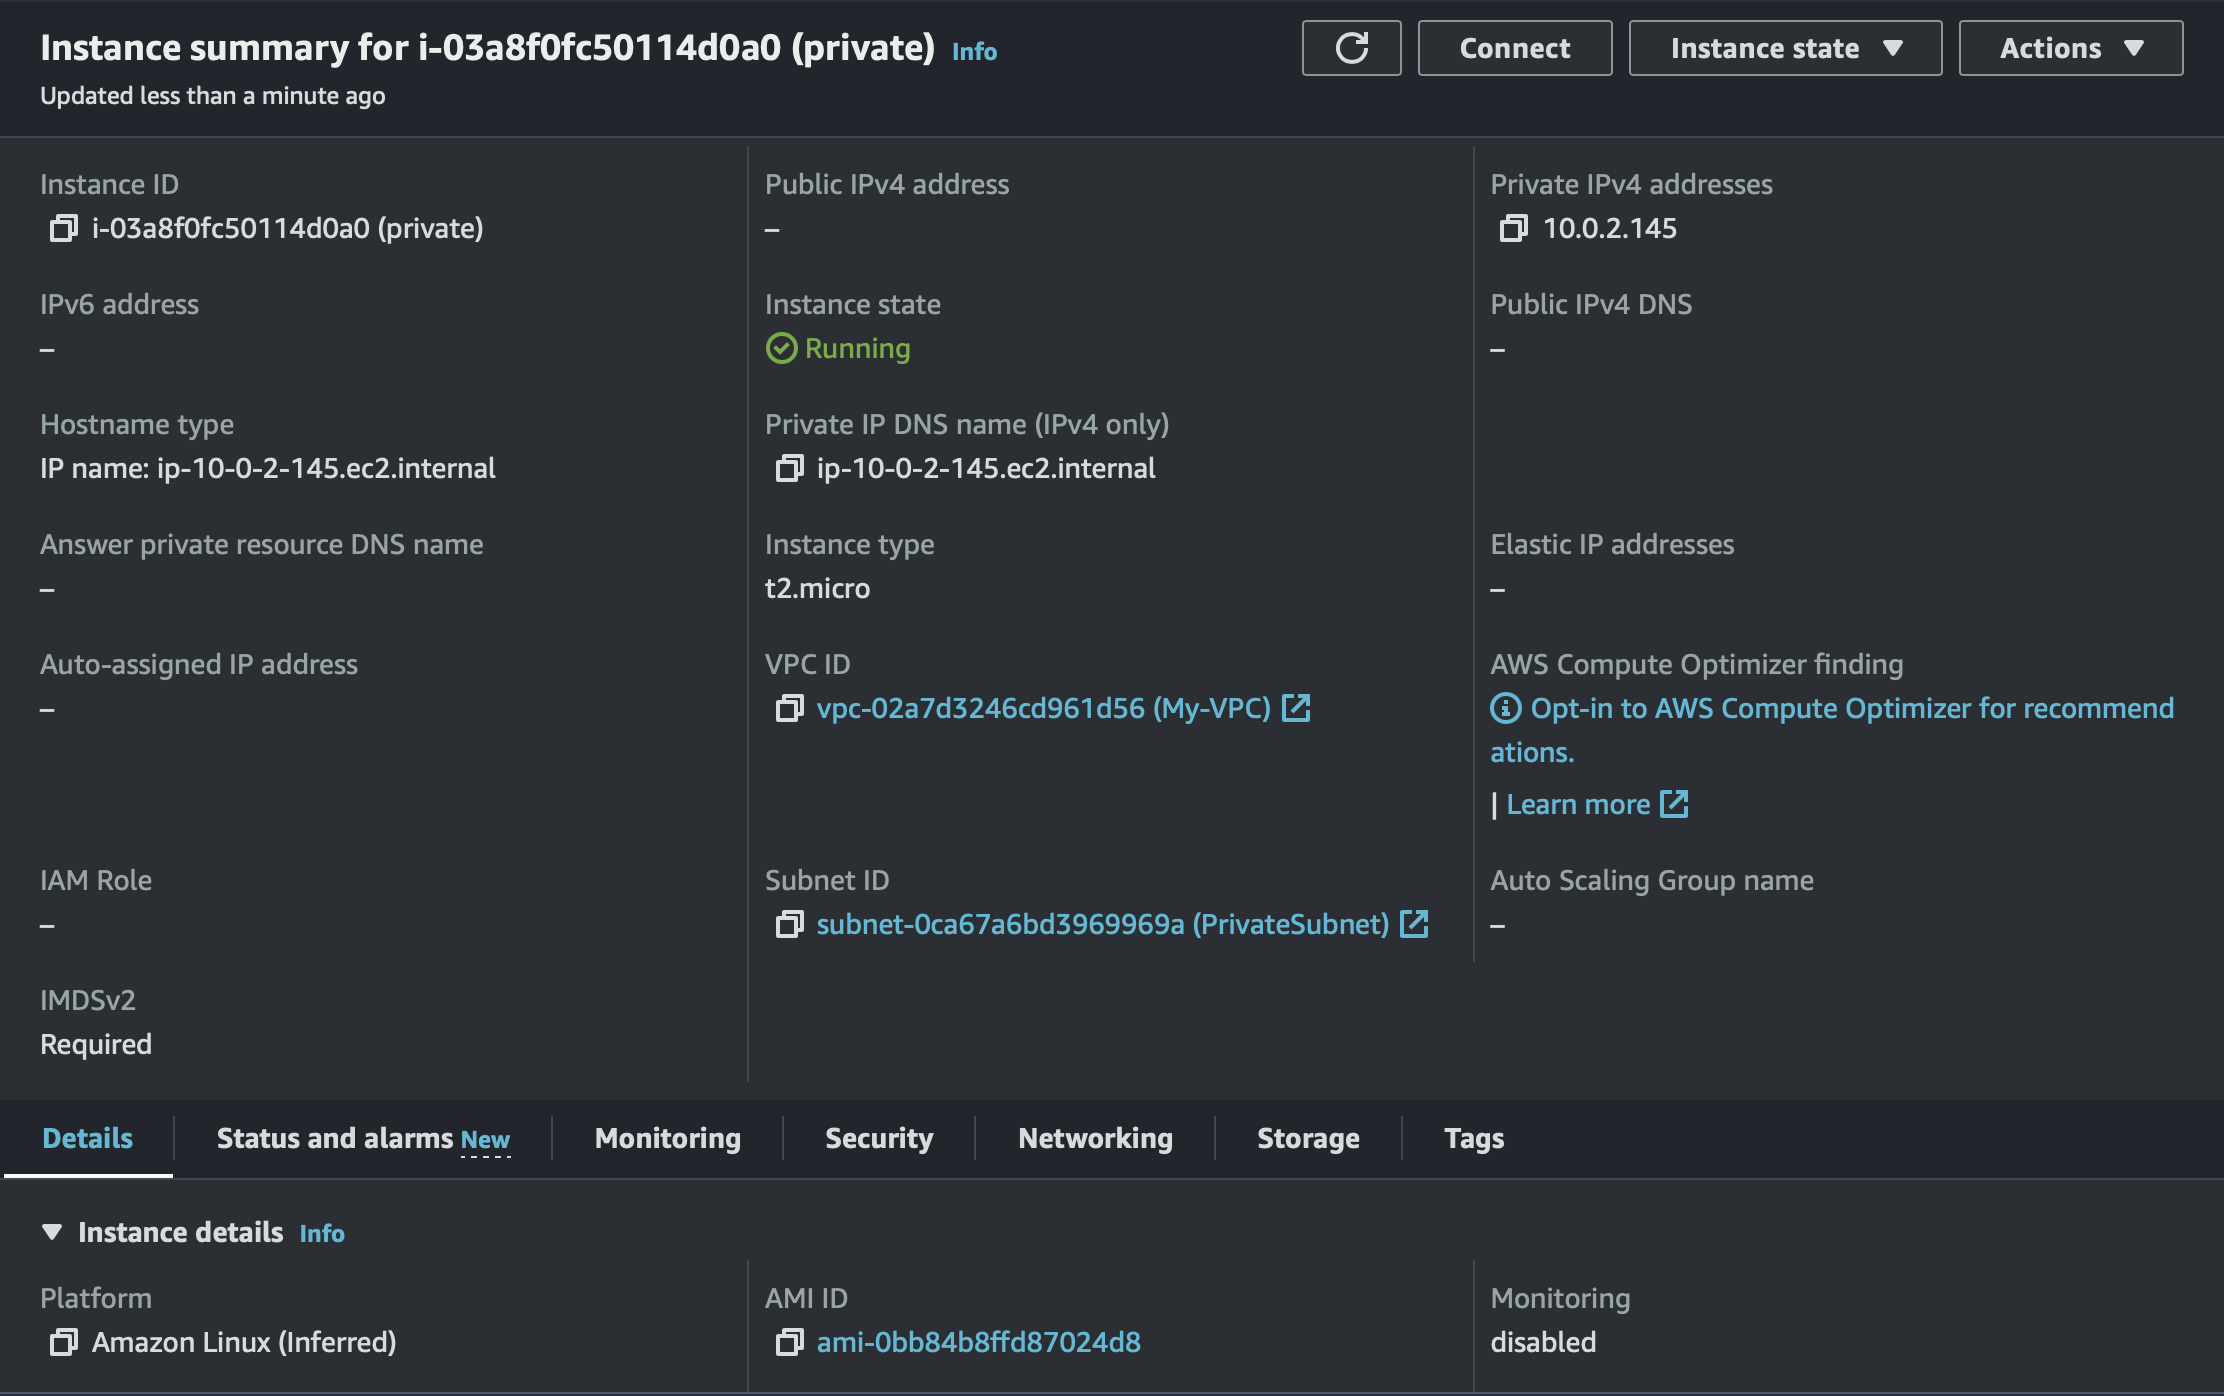 Instance summary for i-03a8f0fc50114d0a0 (private) Info
Connect
Instance state
Actions
Updated less than a minute ago
Instance ID
i-03a8f0fc50114d0a0 (private)
Public IPv4 address
–
Private IPv4 addresses
10.0.2.145
IPv6 address
–
Instance state
Running
Public IPv4 DNS
–
Hostname type
IP name: ip-10-0-2-145.ec2.internal
Private IP DNS name (IPv4 only)
ip-10-0-2-145.ec2.internal
Answer private resource DNS name
–
Instance type
t2.micro
Elastic IP addresses
–
Auto-assigned IP address
–
VPC ID
vpc-02a7d3246cd961d56 (My-VPC)
AWS Compute Optimizer finding
Opt-in to AWS Compute Optimizer for recommend
ations.
| Learn more
IAM Role
–
Subnet ID
subnet-0ca67a6bd3969969a (PrivateSubnet)
Auto Scaling Group name
–
IMDSv2
Required
Details
Status and alarms New
Monitoring
Security
Networking
Storage
Tags
Instance details Info
Platform
Amazon Linux (Inferred)
AMI ID
ami-0bb84b8ffd87024d8
Monitoring
disabled